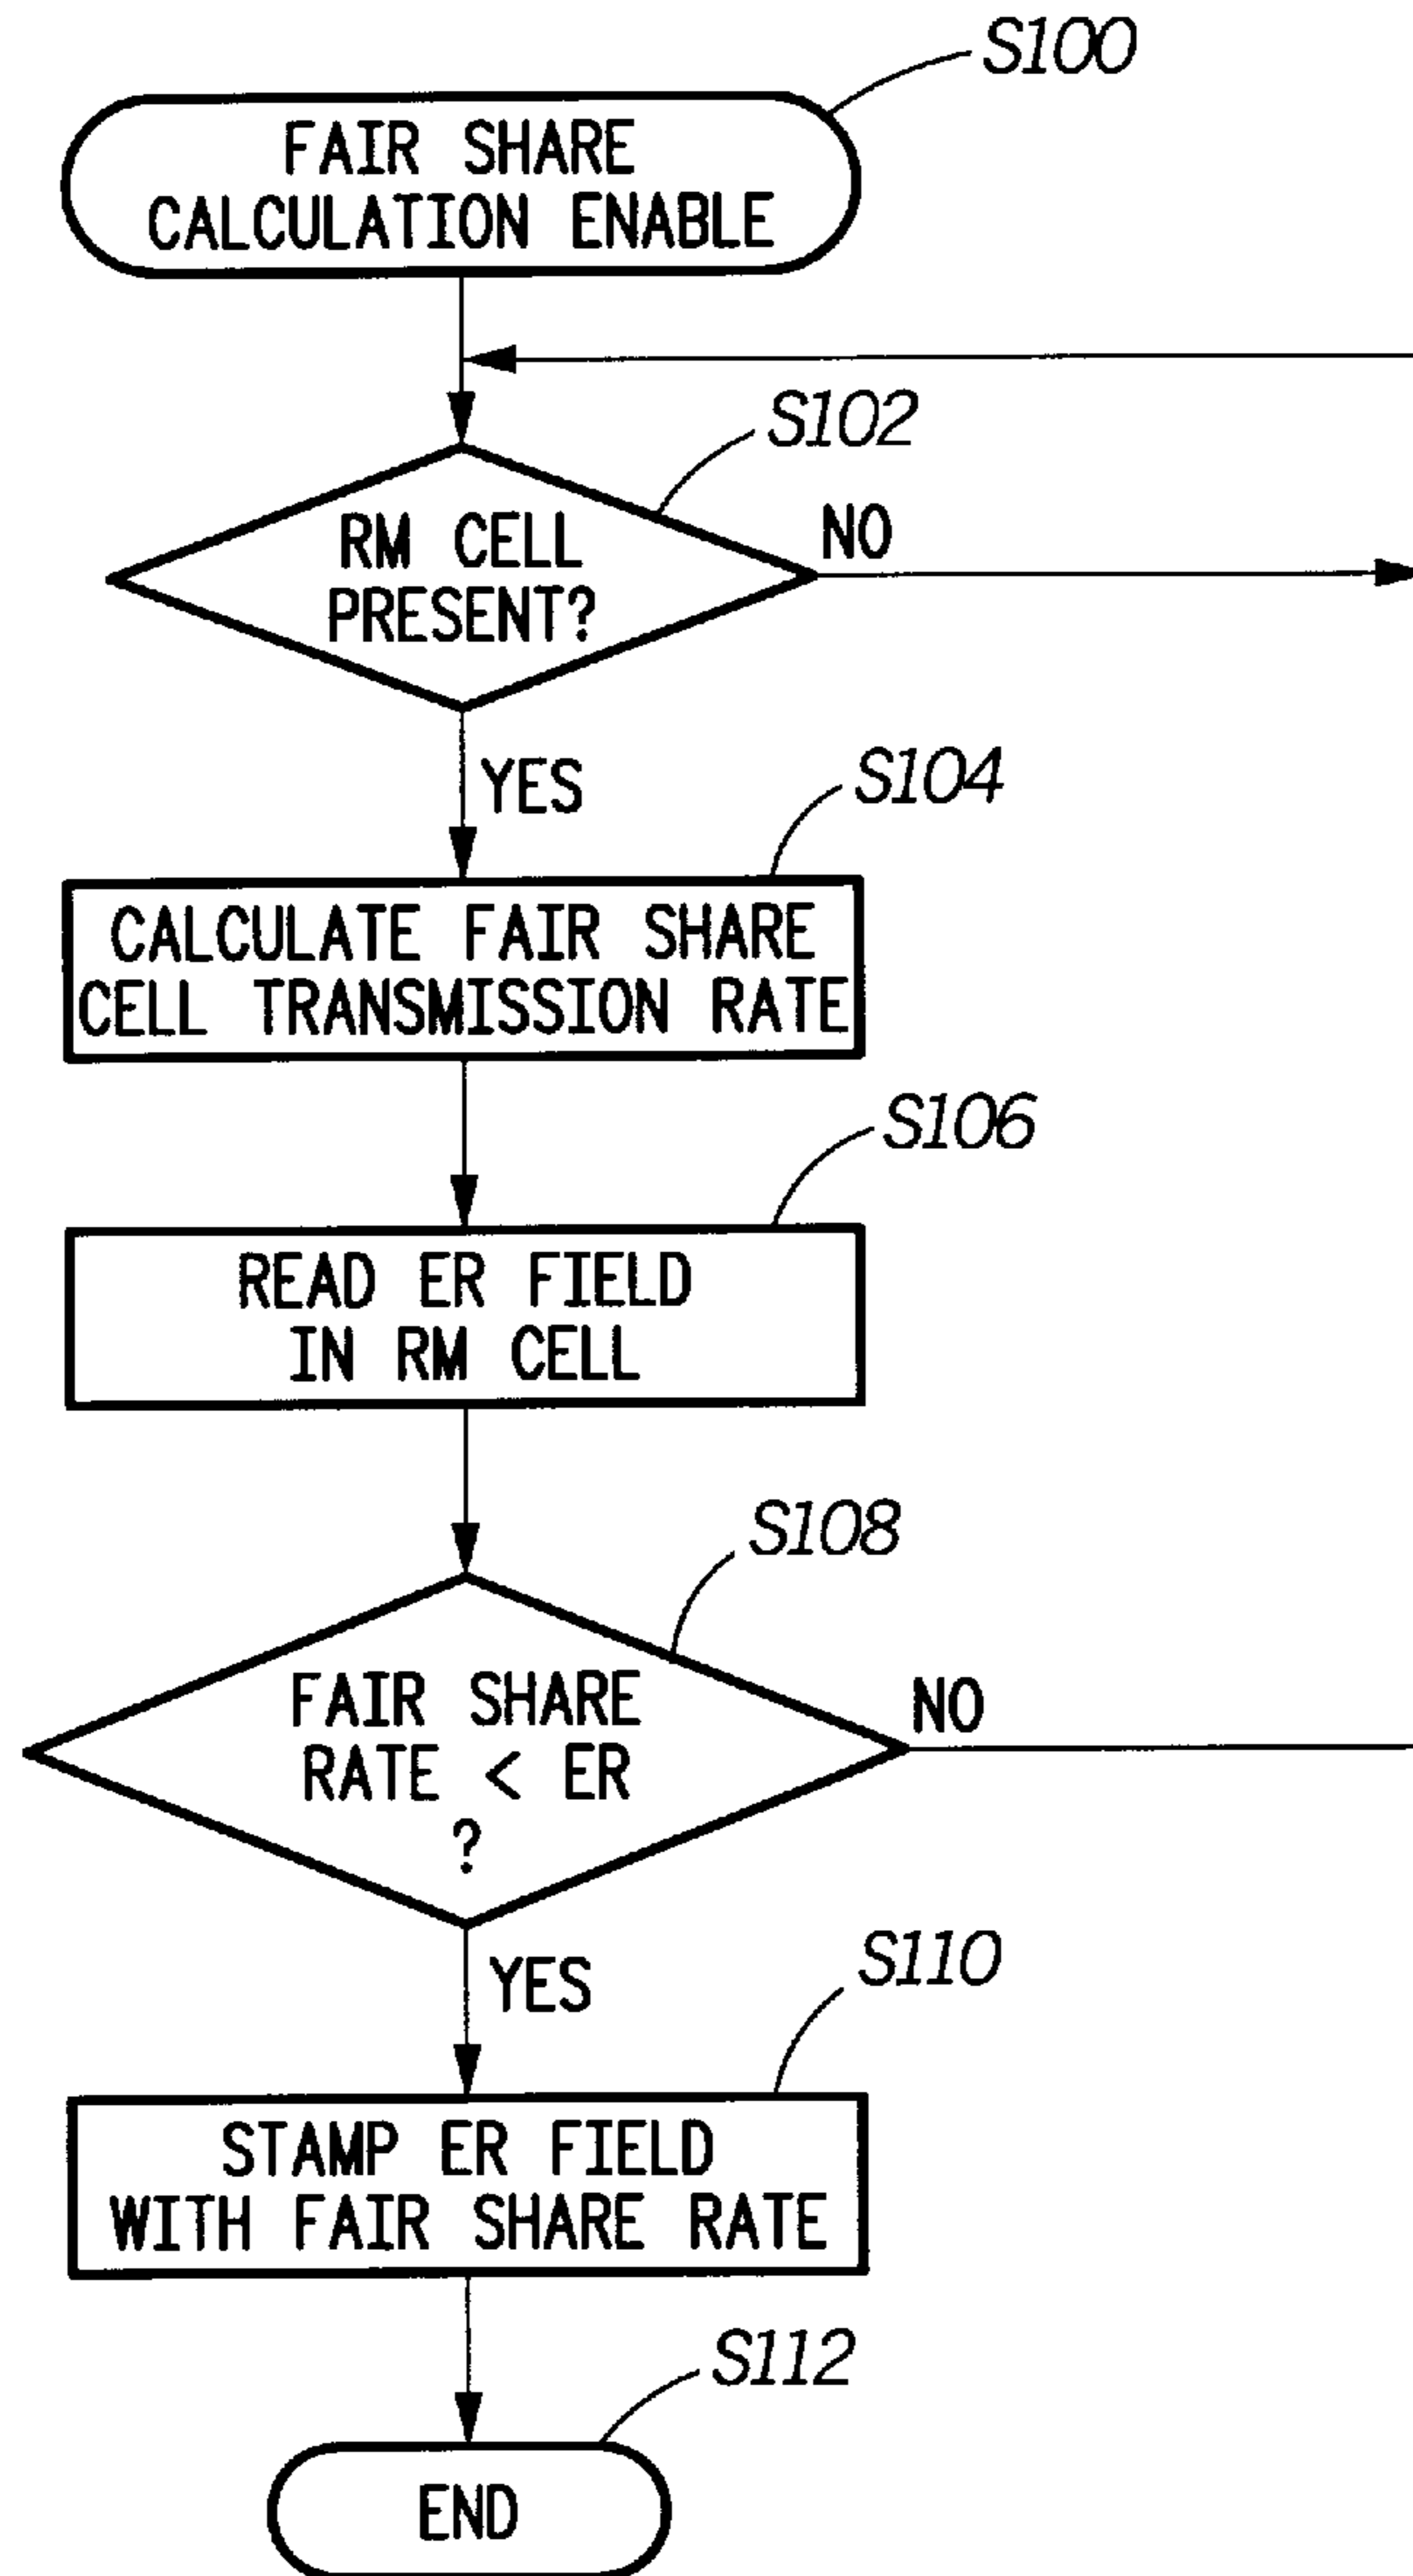 S100
FAIR SHARE
CALCULATION ENABLE
S102
RM CELL
PRESENT?
NO
YES
S104
CALCULATE FAIR SHARE
CELL TRANSMISSION RATE
S106
READ ER FIELD
IN RM CELL
S108
FAIR SHARE
RATE < ER
?
NO
YES
S110
STAMP ER FIELD
WITH FAIR SHARE RATE
S112
END